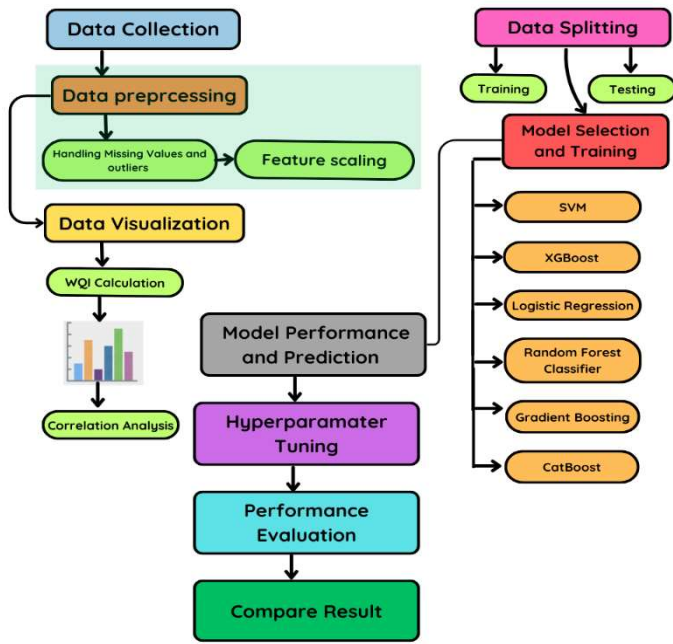 Data Collection
Data preprcessing
Handling Missing Values and
outliers
Feature scaling
Data Visualization
WQI Calculation
Correlation Analysis
Data Splitting
Training
Testing
Model Selection
and Training
SVM
XGBoost
Logistic Regression
Random Forest
Classifier
Gradient Boosting
CatBoost
Model Performance
and Prediction
Hyperparamater
Tuning
Performance
Evaluation
Compare Result